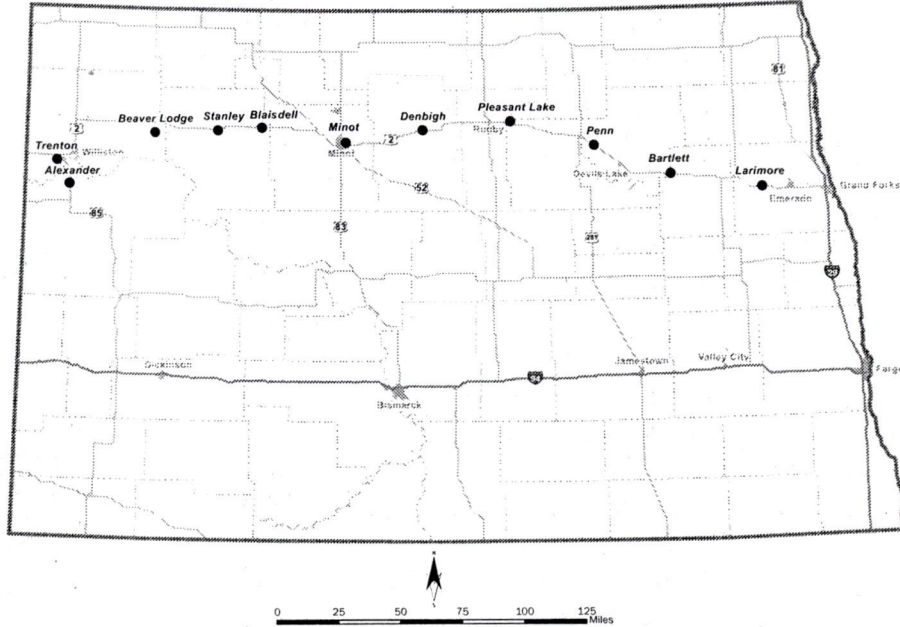 81
Pleasant Lake
Beaver Lodge Stanley Blaisdell Minot Denbigh Rugby Penn
2
2
Trenton Williston
Minot
Alexander
Bartlett
Devils Lake
Larimore
Grand Forks
Emerado
52
85
83
281
29
Dickinson
Jamestown
Valley City
94
Fargo
Bismarck
0 25 50 75 100 125
Miles